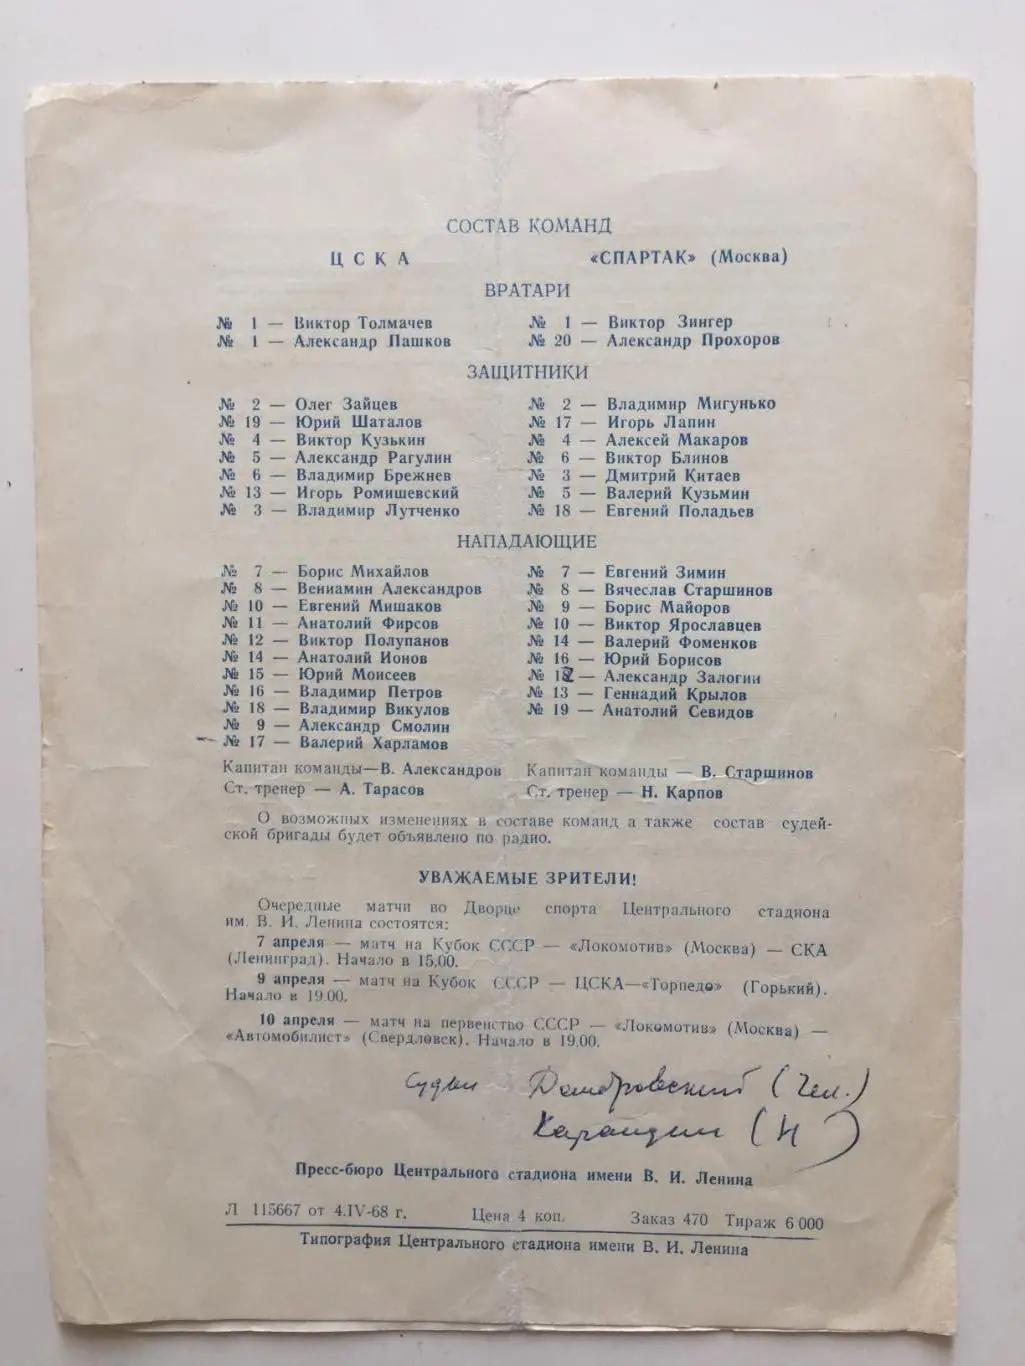 СОСТАВ КОМАНД
ЦСКА «СПАРТАК» (Москва)
ВРАТАРИ
№ 1 — Виктор Толмачев № 1 — Виктор Зингер
№ 1 — Александр Пашков № 20 — Александр Прохоров
ЗАЩИТНИКИ
№ 2 — Олег Зайцев № 2 — Владимир Мигунько
№ 19 — Юрий Шаталов № 17 — Игорь Лапин
№ 4 — Виктор Кузькин № 4 — Алексей Макаров
№ 5 — Александр Рагулин № 6 — Виктор Блинов
№ 6 — Владимир Брежнев № 3 — Дмитрий Китаев
№ 13 — Игорь Ромишевский № 5 — Валерий Кузьмин
№ 3 — Владимир Лутченко № 18 — Евгений Поладьев
НАПАДАЮЩИЕ
№ 7 — Борис Михайлов № 7 — Евгений Зимин
№ 8 — Вениамин Александров № 8 — Вячеслав Старшинов
№ 10 — Евгений Мишаков № 9 — Борис Майоров
№ 11 — Анатолий Фирсов № 10 — Виктор Ярославцев
№ 12 — Виктор Полупанов № 14 — Валерий Фоменков
№ 14 — Анатолий Ионов № 16 — Юрий Борисов
№ 15 — Юрий Моисеев № 12 — Александр Залогин
№ 16 — Владимир Петров № 13 — Геннадий Крылов
№ 18 — Владимир Викулов № 19 — Анатолий Севидов
№ 9 — Александр Смолин
№ 17 — Валерий Харламов
Капитан команды—В. Александров Капитан команды — В. Старшинов
Ст. тренер — А. Тарасов Ст. тренер — Н. Карпов
О возможных изменениях в составе команд а также состав судей-
ской бригады будет объявлено по радио.
УВАЖАЕМЫЕ ЗРИТЕЛИ!
Очередные матчи во Дворце спорта Центрального стадиона
им. В. И. Ленина состоятся:
7 апреля — матч на Кубок СССР — «Локомотив» (Москва) — СКА
(Ленинград). Начало в 15.00.
9 апреля — матч на Кубок СССР — ЦСКА—«Торпедо» (Горький).
Начало в 19.00.
10 апреля — матч на первенство СССР — «Локомотив» (Москва) —
«Автомобилист» (Свердловск). Начало в 19.00.
Судьи Домбровский (Чел.)
Карандин (Н)
Пресс-бюро Центрального стадиона имени В. И. Ленина
Л 115667 от 4.IV-68 г. Цена 4 коп. Заказ 470 Тираж 6 000
Типография Центрального стадиона имени В. И. Ленина